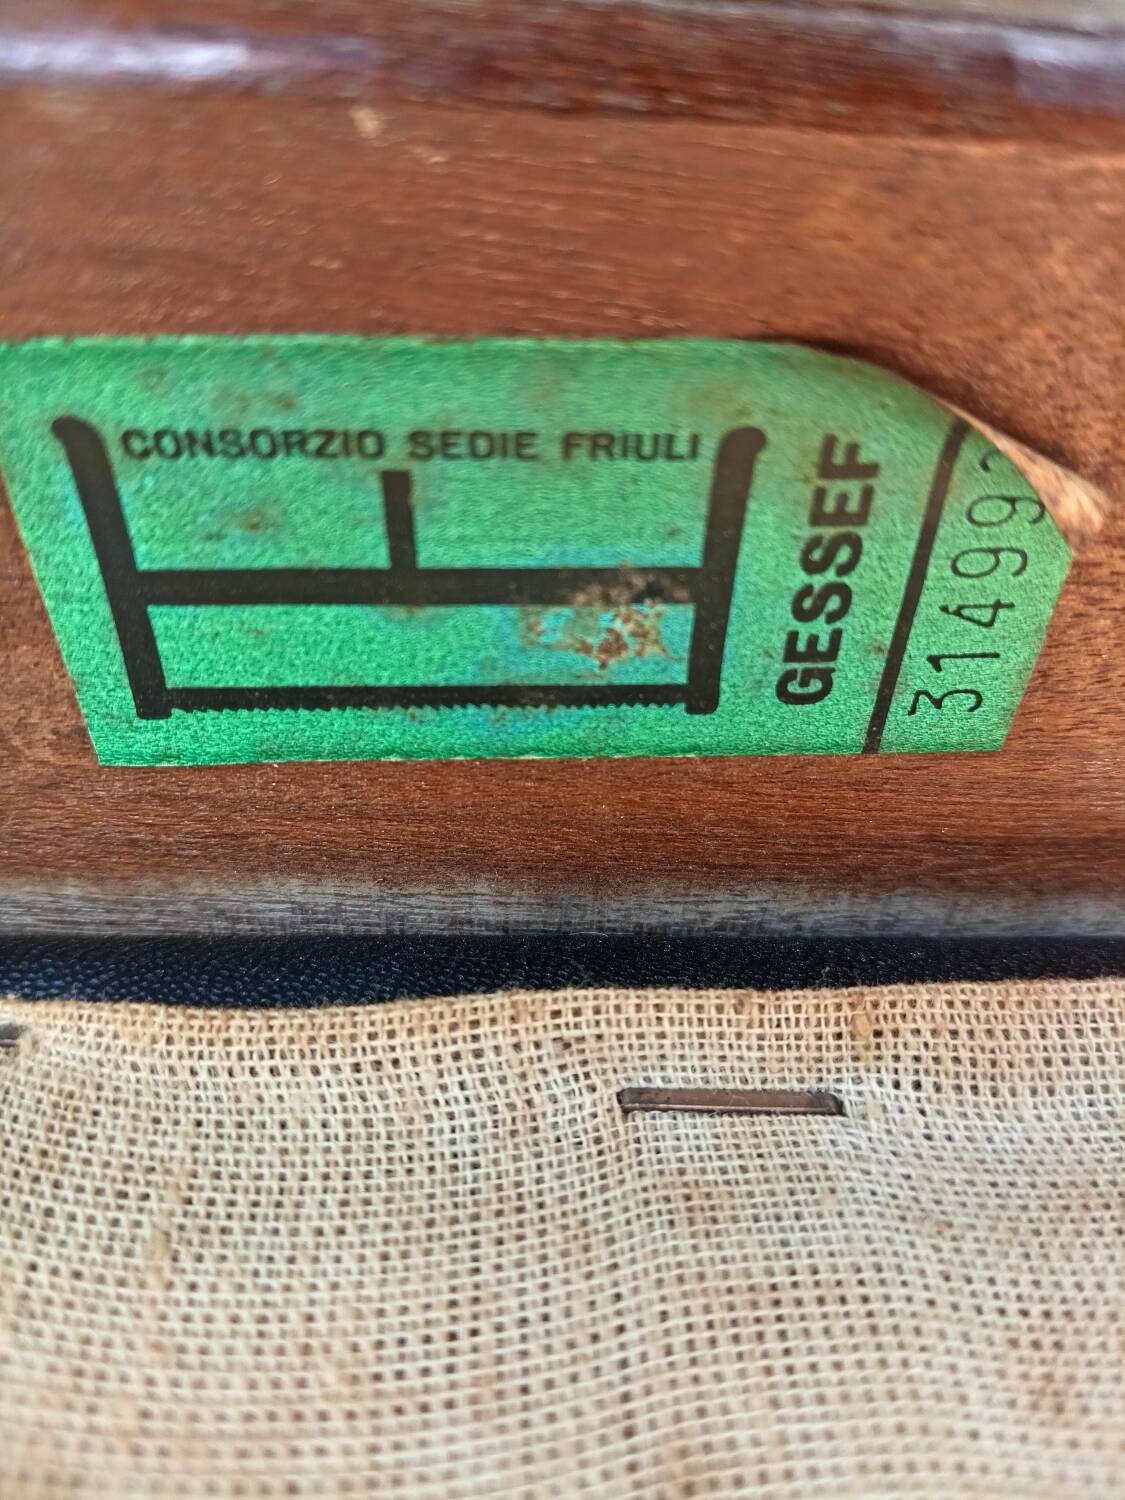 CONSORZIO SEDIE FRIULI
GESSEF
31499